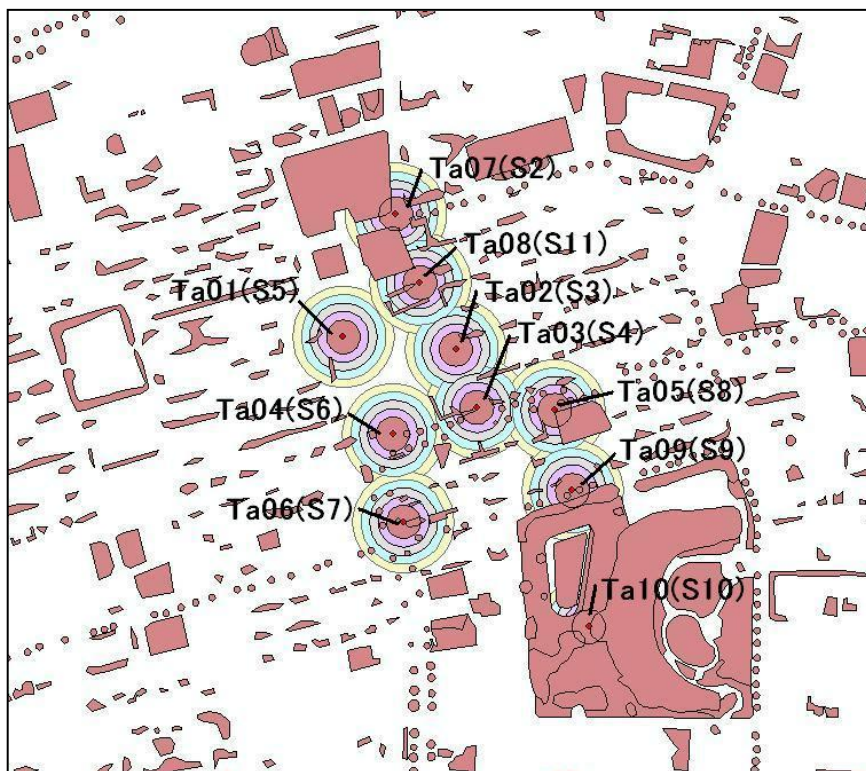 Ta07(S2)
Ta08(S11)
Ta01(S5)
Ta02(S3)
Ta03(S4)
Ta05(S8)
Ta04(S6)
Ta09(S9)
Ta06(S7)
Ta10(S10)